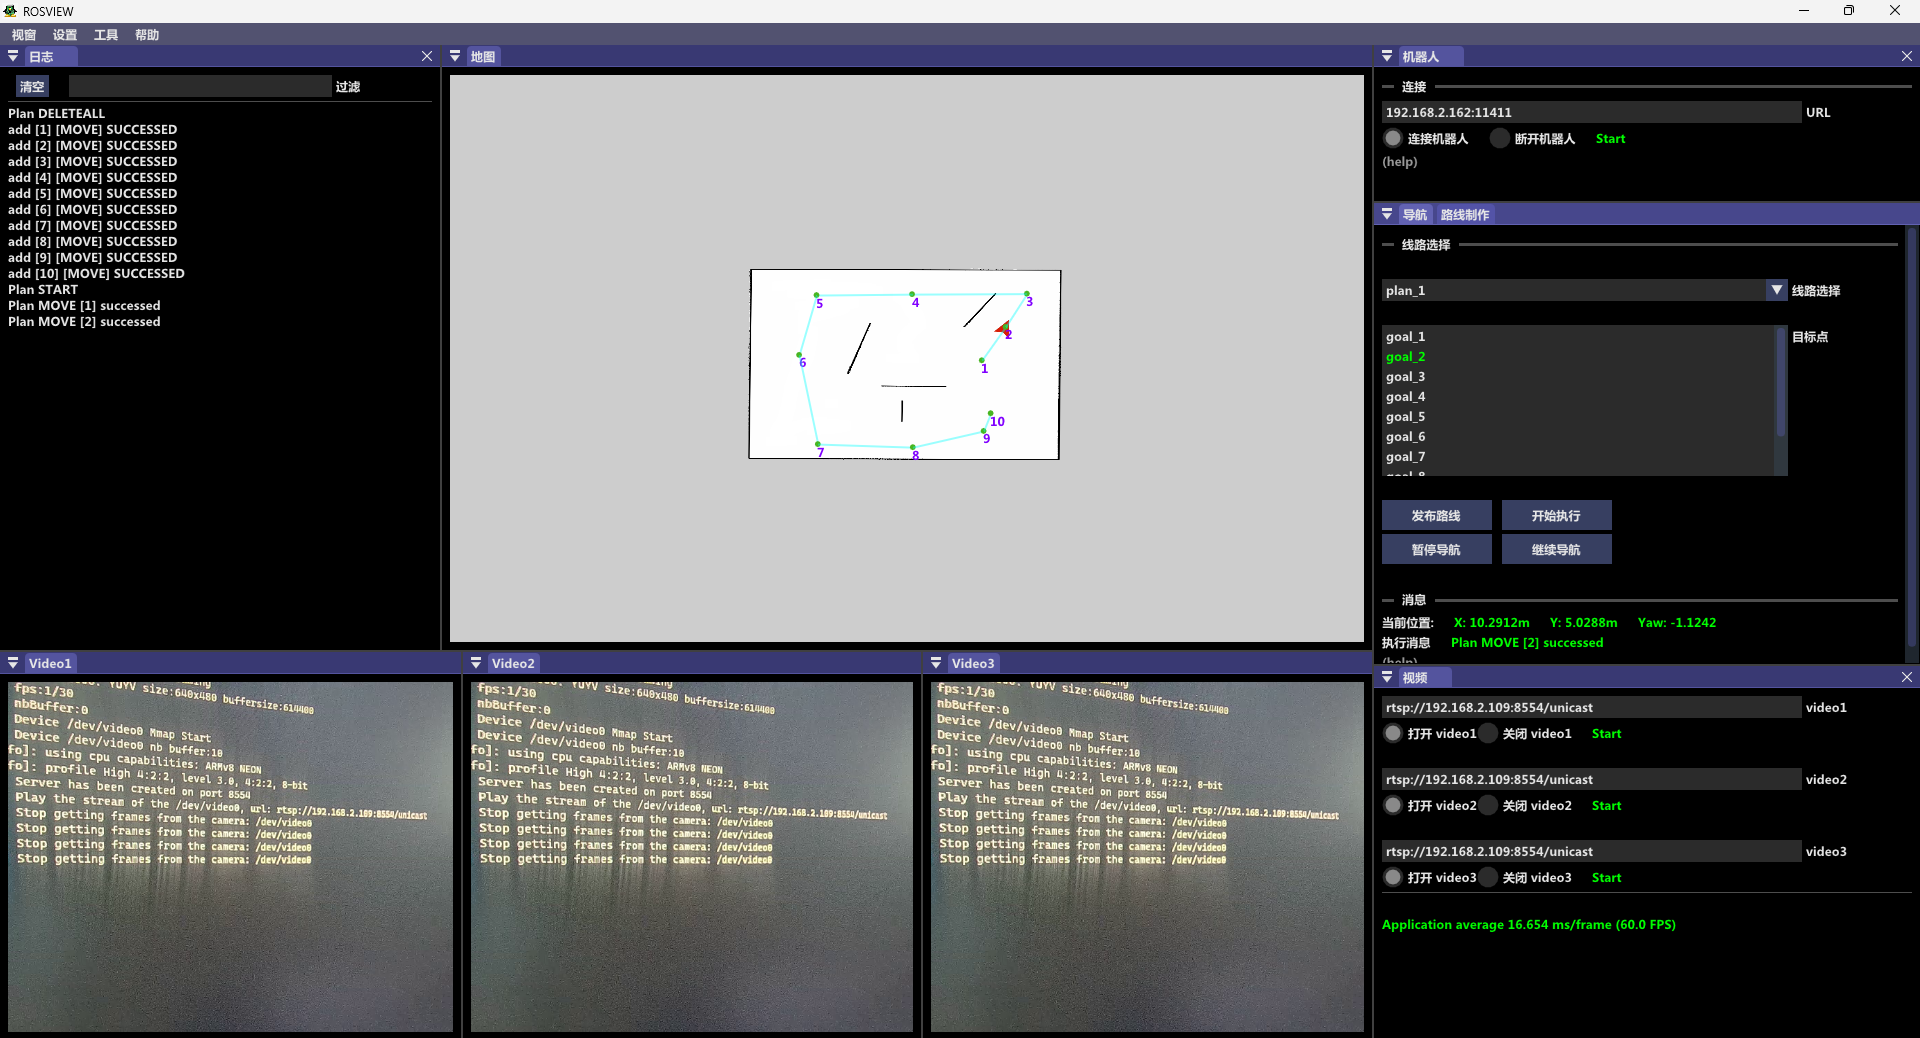 ROSVIEW
视窗 设置 工具 帮助
日志
清空 过滤
Plan DELETEALL
add [1] [MOVE] SUCCESSED
add [2] [MOVE] SUCCESSED
add [3] [MOVE] SUCCESSED
add [4] [MOVE] SUCCESSED
add [5] [MOVE] SUCCESSED
add [6] [MOVE] SUCCESSED
add [7] [MOVE] SUCCESSED
add [8] [MOVE] SUCCESSED
add [9] [MOVE] SUCCESSED
add [10] [MOVE] SUCCESSED
Plan START
Plan MOVE [1] successed
Plan MOVE [2] successed
地图
5 4 3
2
6 1
10
9
7 8
机器人
连接
192.168.2.162:11411 URL
连接机器人 断开机器人 Start
(help)
导航 路线制作
线路选择
plan_1 线路选择
goal_1 目标点
goal_2
goal_3
goal_4
goal_5
goal_6
goal_7
goal_8
发布路线 开始执行
暂停导航 继续导航
消息
当前位置: X: 10.2912m Y: 5.0288m Yaw: -1.1242
执行消息 Plan MOVE [2] successed
(help)
Video1
fps:1/30 YUYV size:640x480 buffersize:614400
nbBuffer:0
Device /dev/video0 Mmap Start
Device /dev/video0 nb buffer:10
fo]: using cpu capabilities: ARMv8 NEON
fo]: profile High 4:2:2, level 3.0, 4:2:2, 8-bit
Server has been created on port 8554
Play the stream of the /dev/video0, url: rtsp://192.168.2.109:8554/unicast
Stop getting frames from the camera: /dev/video0
Stop getting frames from the camera: /dev/video0
Stop getting frames from the camera: /dev/video0
Stop getting frames from the camera: /dev/video0
Video2
fps:1/30 YUYV size:640x480 buffersize:614400
nbBuffer:0
Device /dev/video0 Mmap Start
Device /dev/video0 nb buffer:10
fo]: using cpu capabilities: ARMv8 NEON
fo]: profile High 4:2:2, level 3.0, 4:2:2, 8-bit
Server has been created on port 8554
Play the stream of the /dev/video0, url: rtsp://192.168.2.109:8554/unicast
Stop getting frames from the camera: /dev/video0
Stop getting frames from the camera: /dev/video0
Stop getting frames from the camera: /dev/video0
Stop getting frames from the camera: /dev/video0
Video3
fps:1/30 YUYV size:640x480 buffersize:614400
nbBuffer:0
Device /dev/video0 Mmap Start
Device /dev/video0 nb buffer:10
fo]: using cpu capabilities: ARMv8 NEON
fo]: profile High 4:2:2, level 3.0, 4:2:2, 8-bit
Server has been created on port 8554
Play the stream of the /dev/video0, url: rtsp://192.168.2.109:8554/unicast
Stop getting frames from the camera: /dev/video0
Stop getting frames from the camera: /dev/video0
Stop getting frames from the camera: /dev/video0
Stop getting frames from the camera: /dev/video0
视频
rtsp://192.168.2.109:8554/unicast video1
打开 video1 关闭 video1 Start
rtsp://192.168.2.109:8554/unicast video2
打开 video2 关闭 video2 Start
rtsp://192.168.2.109:8554/unicast video3
打开 video3 关闭 video3 Start
Application average 16.654 ms/frame (60.0 FPS)